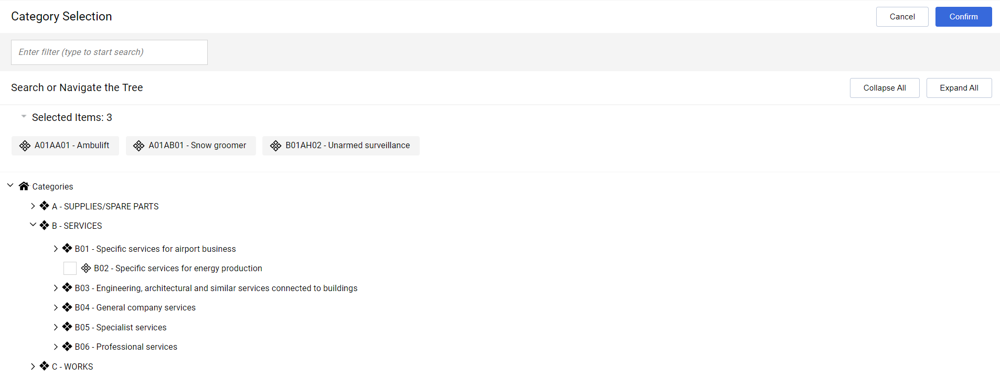 Category Selection
Cancel
Confirm
Enter filter (type to start search)
Search or Navigate the Tree
Collapse All
Expand All
Selected Items: 3
A01AA01 - Ambulift
A01AB01 - Snow groomer
B01AH02 - Unarmed surveillance
Categories
A - SUPPLIES/SPARE PARTS
B - SERVICES
B01 - Specific services for airport business
B02 - Specific services for energy production
B03 - Engineering, architectural and similar services connected to buildings
B04 - General company services
B05 - Specialist services
B06 - Professional services
C - WORKS